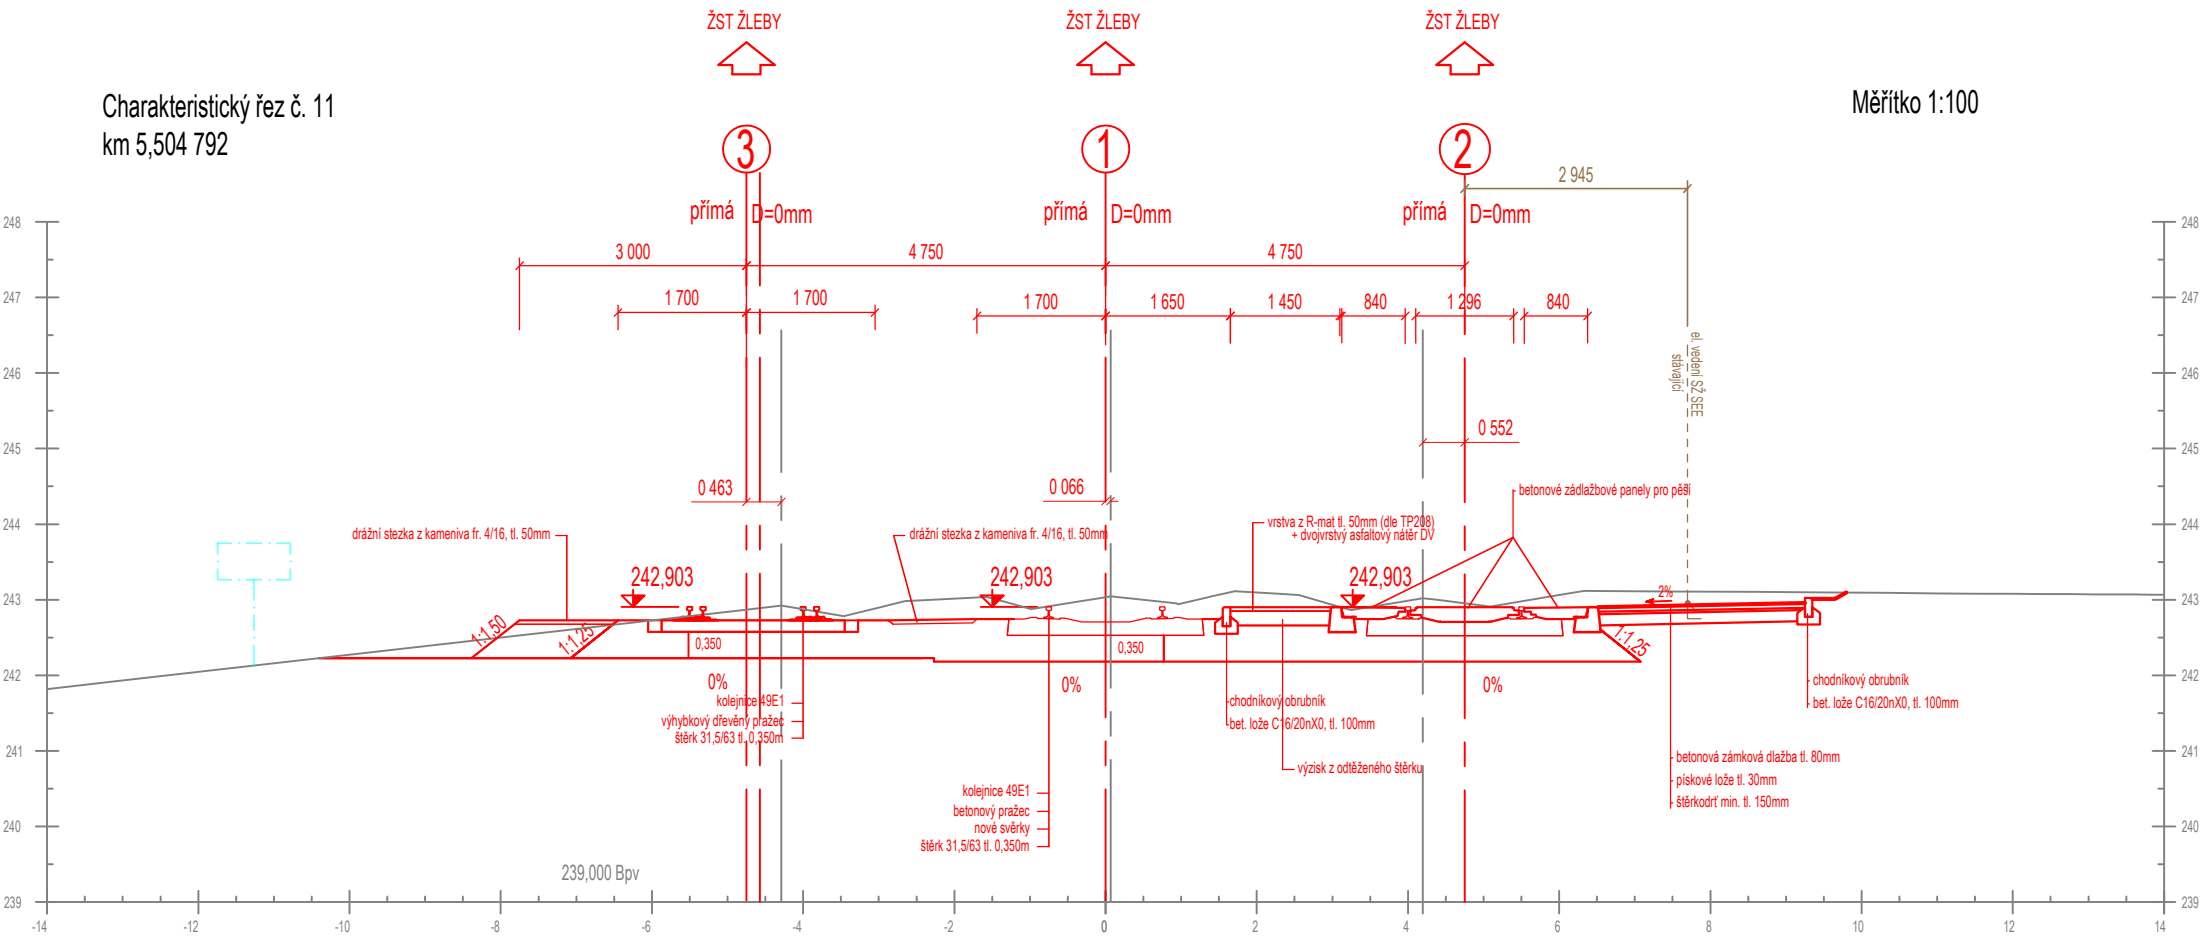 ŽST ŽLEBY
ŽST ŽLEBY
ŽST ŽLEBY
Charakteristický řez č. 11
km 5,504 792
Měřítko 1:100
3
1
2
2 945
přímá
D=0mm
přímá
D=0mm
přímá
D=0mm
3 000
4 750
4 750
1 700
1 700
1 700
1 650
1 450
840
1 296
840
el. vedení SŽ SEE
stávající
0 552
0 463
0 066
betonové zádlažbové panely pro pěší
drážní stezka z kameniva fr. 4/16, tl. 50mm
drážní stezka z kameniva fr. 4/16, tl. 50mm
vrstva z R-mat tl. 50mm (dle TP208)
+ dvojvrstvý asfaltový nátěr DV
242,903
242,903
242,903
2%
1:1,50
1:1,25
0,350
0,350
1:1,25
0%
0%
0%
kolejnice 49E1
výhybkový dřevěný pražec
štěrk 31,5/63 tl. 0,350m
chodníkový obrubník
bet. lože C16/20nX0, tl. 100mm
chodníkový obrubník
bet. lože C16/20nX0, tl. 100mm
výzisk z odtěženého štěrku
betonová zámková dlažba tl. 80mm
pískové lože tl. 30mm
štěrkodrť min. tl. 150mm
kolejnice 49E1
betonový pražec
nové svěrky
štěrk 31,5/63 tl. 0,350m
239,000 Bpv
248
247
246
245
244
243
242
241
240
239
248
247
246
245
244
243
242
241
240
239
-14
-12
-10
-8
-6
-4
-2
0
2
4
6
8
10
12
14